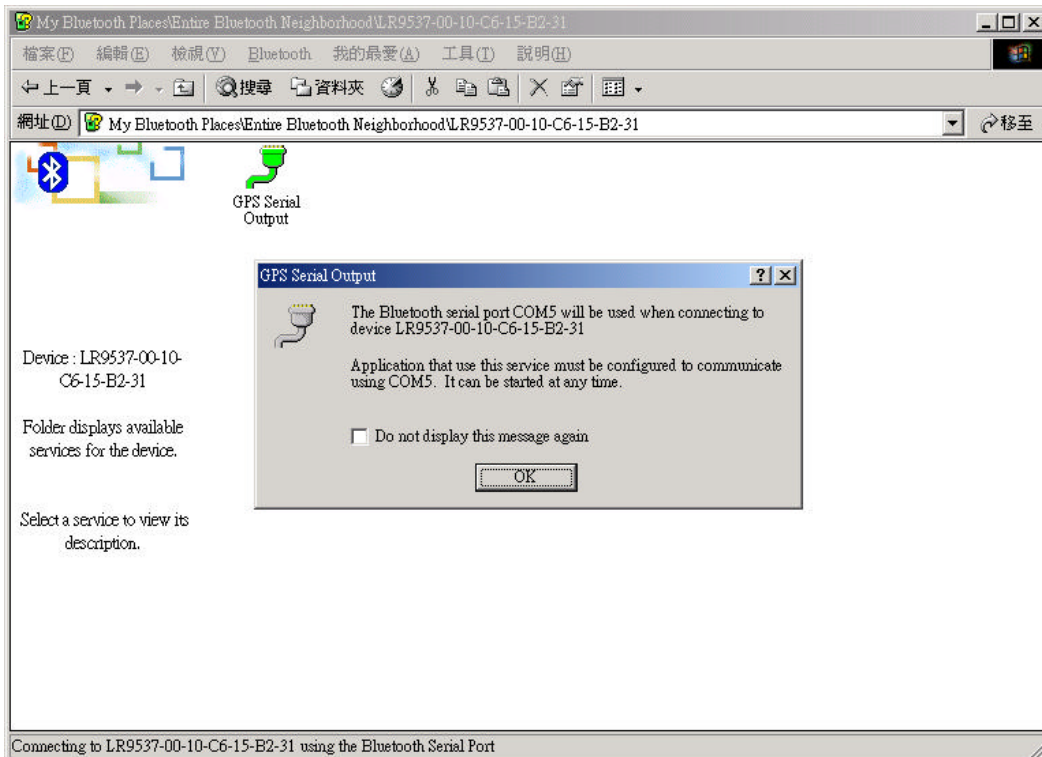 My Bluetooth Places\Entire Bluetooth Neighborhood\LR9537-00-10-C6-15-B2-31
檔案(F) 編輯(E) 檢視(V) Bluetooth 我的最愛(A) 工具(T) 說明(H)
上一頁 搜尋 資料夾
網址(D) My Bluetooth Places\Entire Bluetooth Neighborhood\LR9537-00-10-C6-15-B2-31 移至
GPS Serial
Output
GPS Serial Output
The Bluetooth serial port COM5 will be used when connecting to
device LR9537-00-10-C6-15-B2-31
Application that use this service must be configured to communicate
using COM5. It can be started at any time.
Do not display this message again
OK
Device : LR9537-00-10-
C6-15-B2-31
Folder displays available
services for the device.
Select a service to view its
description.
Connecting to LR9537-00-10-C6-15-B2-31 using the Bluetooth Serial Port